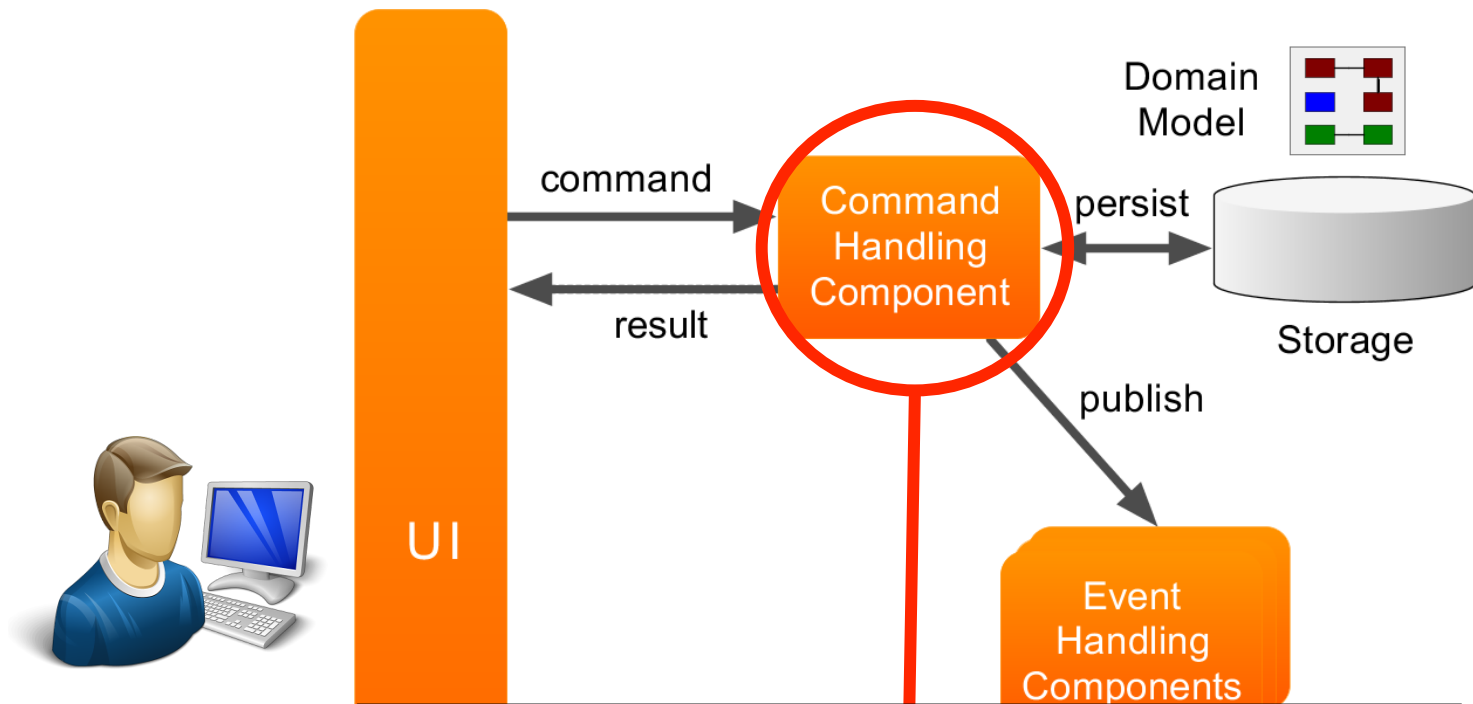 Domain
Model
command
Command
Handling
Component
persist
result
Storage
publish
UI
Event
Handling
Components